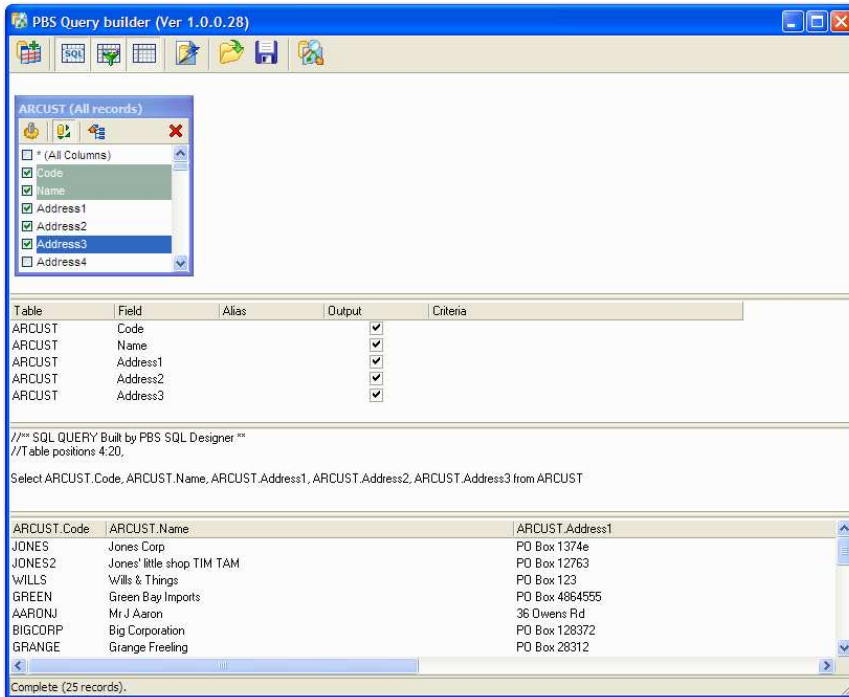 PBS Query builder (Ver 1.0.0.28)
SQL
ARCUST (All records)
* (All Columns)
Code
Name
Address1
Address2
Address3
Address4
Table Field Alias Output Criteria
ARCUST Code
ARCUST Name
ARCUST Address1
ARCUST Address2
ARCUST Address3
//** SQL QUERY Built by PBS SQL Designer **
//Table positions 4:20,
Select ARCUST.Code, ARCUST.Name, ARCUST.Address1, ARCUST.Address2, ARCUST.Address3 from ARCUST
ARCUST.Code ARCUST.Name ARCUST.Address1
JONES Jones Corp PO Box 1374e
JONES2 Jones' little shop TIM TAM PO Box 12763
WILLS Wills & Things PO Box 123
GREEN Green Bay Imports PO Box 4864555
AARONJ Mr J Aaron 36 Owens Rd
BIGCORP Big Corporation PO Box 128372
GRANGE Grange Freeling PO Box 28312
Complete (25 records).